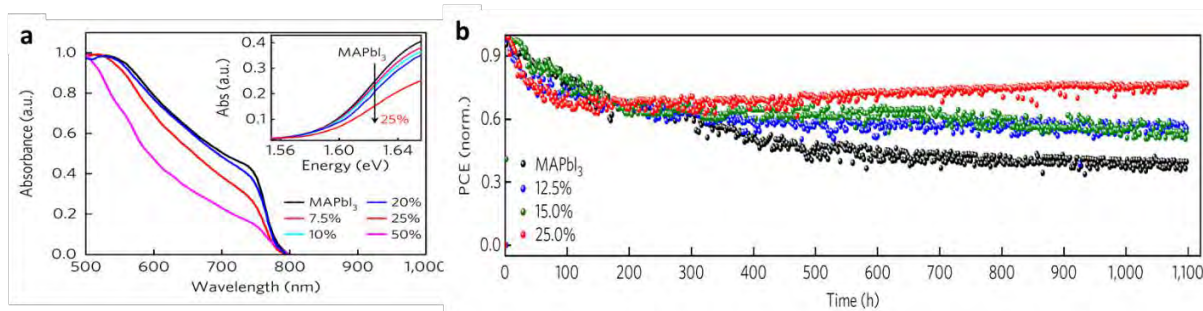 a
Absorbance (a.u.)
1.0
0.8
0.6
0.4
0.2
0.0
500 600 700 800 900 1,000
Wavelength (nm)
Abs (a.u.)
0.4
0.3
0.2
0.1
MAPbI₃
25%
1.56 1.60 1.64
Energy (eV)
MAPbI₃ 20%
7.5% 25%
10% 50%
b
PCE (norm.)
0.9
0.6
0.3
0.0
MAPbI₃
12.5%
15.0%
25.0%
0 100 200 300 400 500 600 700 800 900 1,000 1,100
Time (h)